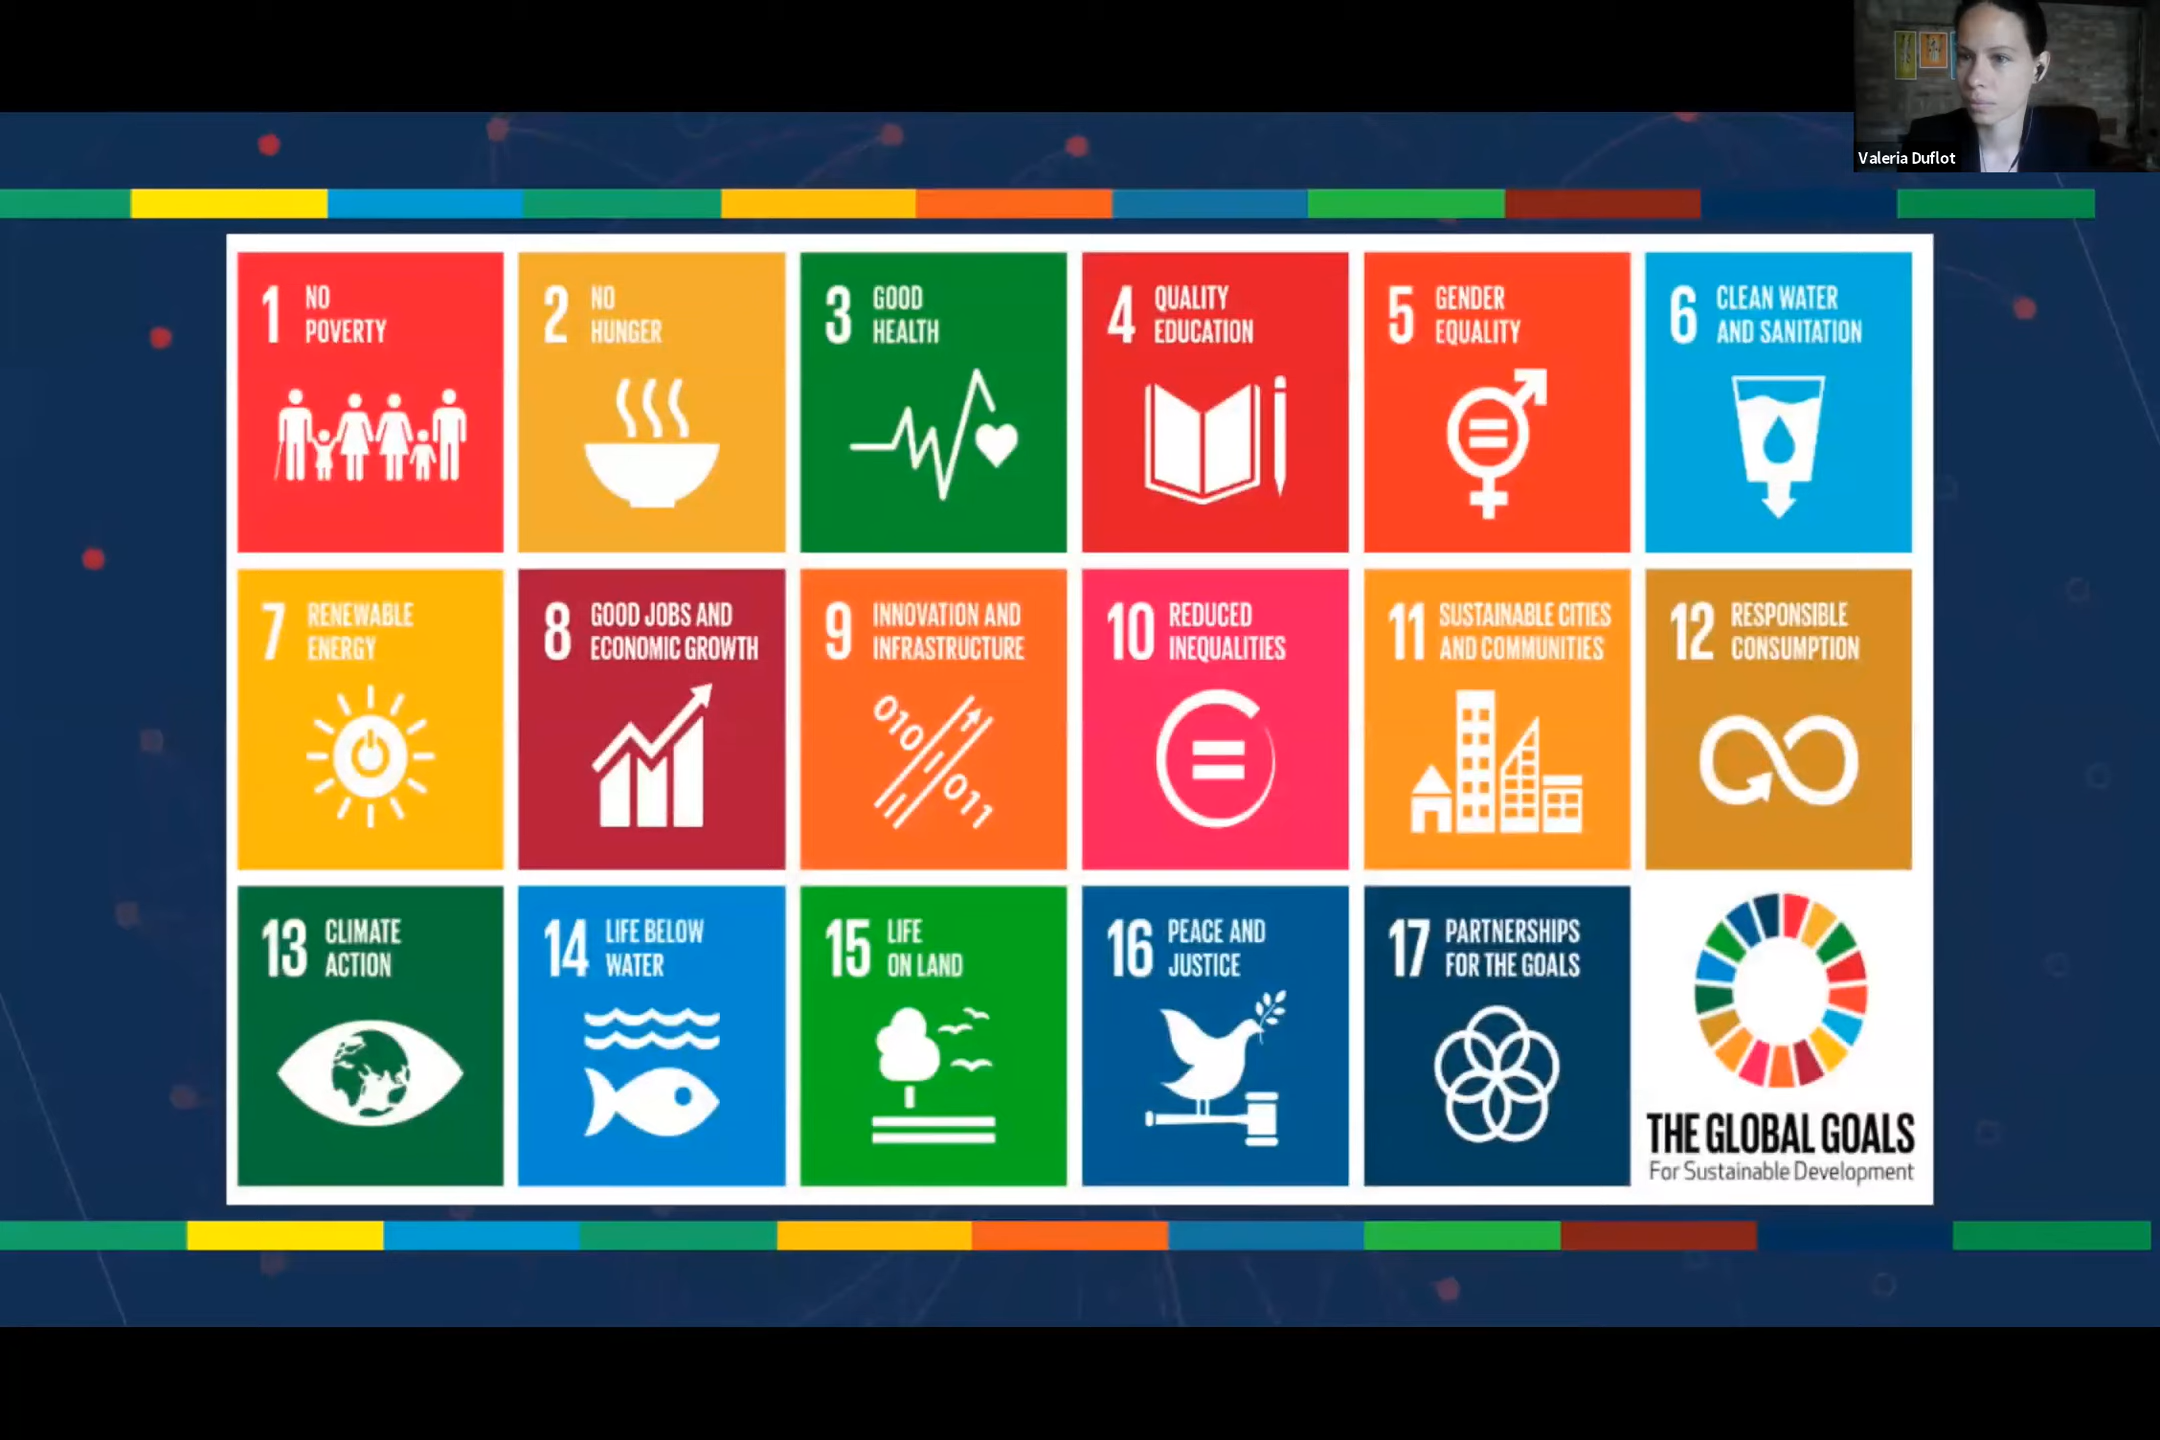 Valeria Duflot
1 NO
POVERTY
2 NO
HUNGER
3 GOOD
HEALTH
4 QUALITY
EDUCATION
5 GENDER
EQUALITY
6 CLEAN WATER
AND SANITATION
7 RENEWABLE
ENERGY
8 GOOD JOBS AND
ECONOMIC GROWTH
9 INNOVATION AND
INFRASTRUCTURE
010
011
10 REDUCED
INEQUALITIES
11 SUSTAINABLE CITIES
AND COMMUNITIES
12 RESPONSIBLE
CONSUMPTION
13 CLIMATE
ACTION
14 LIFE BELOW
WATER
15 LIFE
ON LAND
16 PEACE AND
JUSTICE
17 PARTNERSHIPS
FOR THE GOALS
THE GLOBAL GOALS
For Sustainable Development